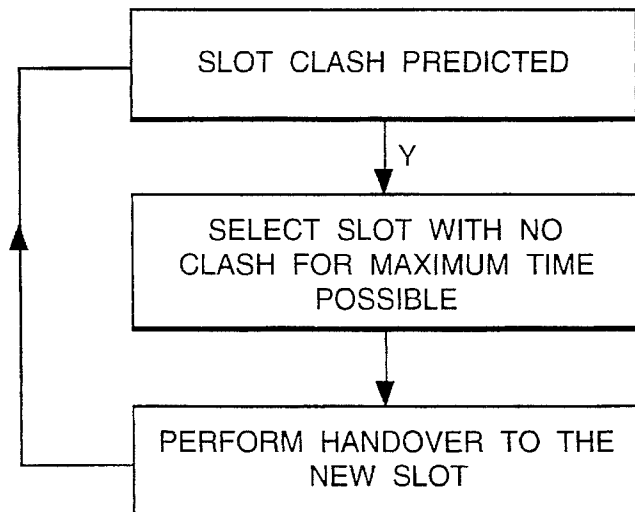 SLOT CLASH PREDICTED
Y
SELECT SLOT WITH NO
CLASH FOR MAXIMUM TIME
POSSIBLE
PERFORM HANDOVER TO THE
NEW SLOT